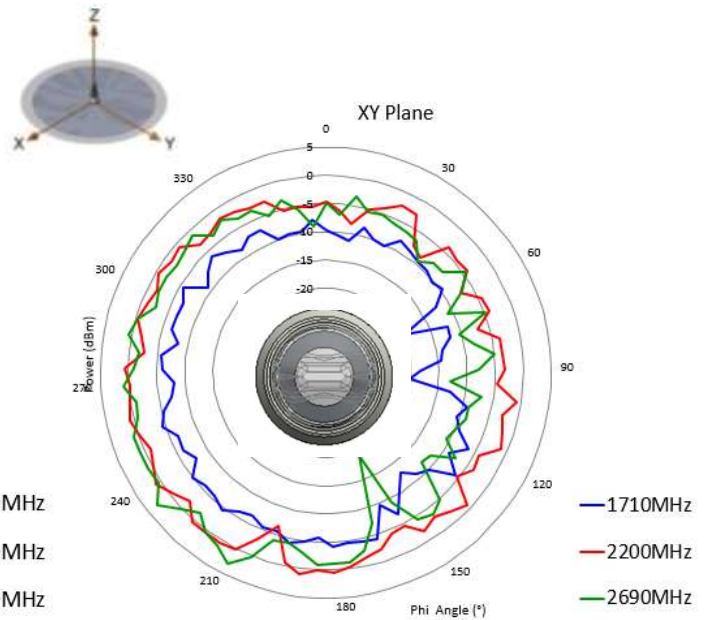 Z
X
Y
XY Plane
0
5
30
330
0
-5
-10
60
-15
300
-20
Power (dBm)
90
270
120
240
MHz
1710MHz
MHz
2200MHz
150
210
MHz
2690MHz
180
Phi Angle (°)